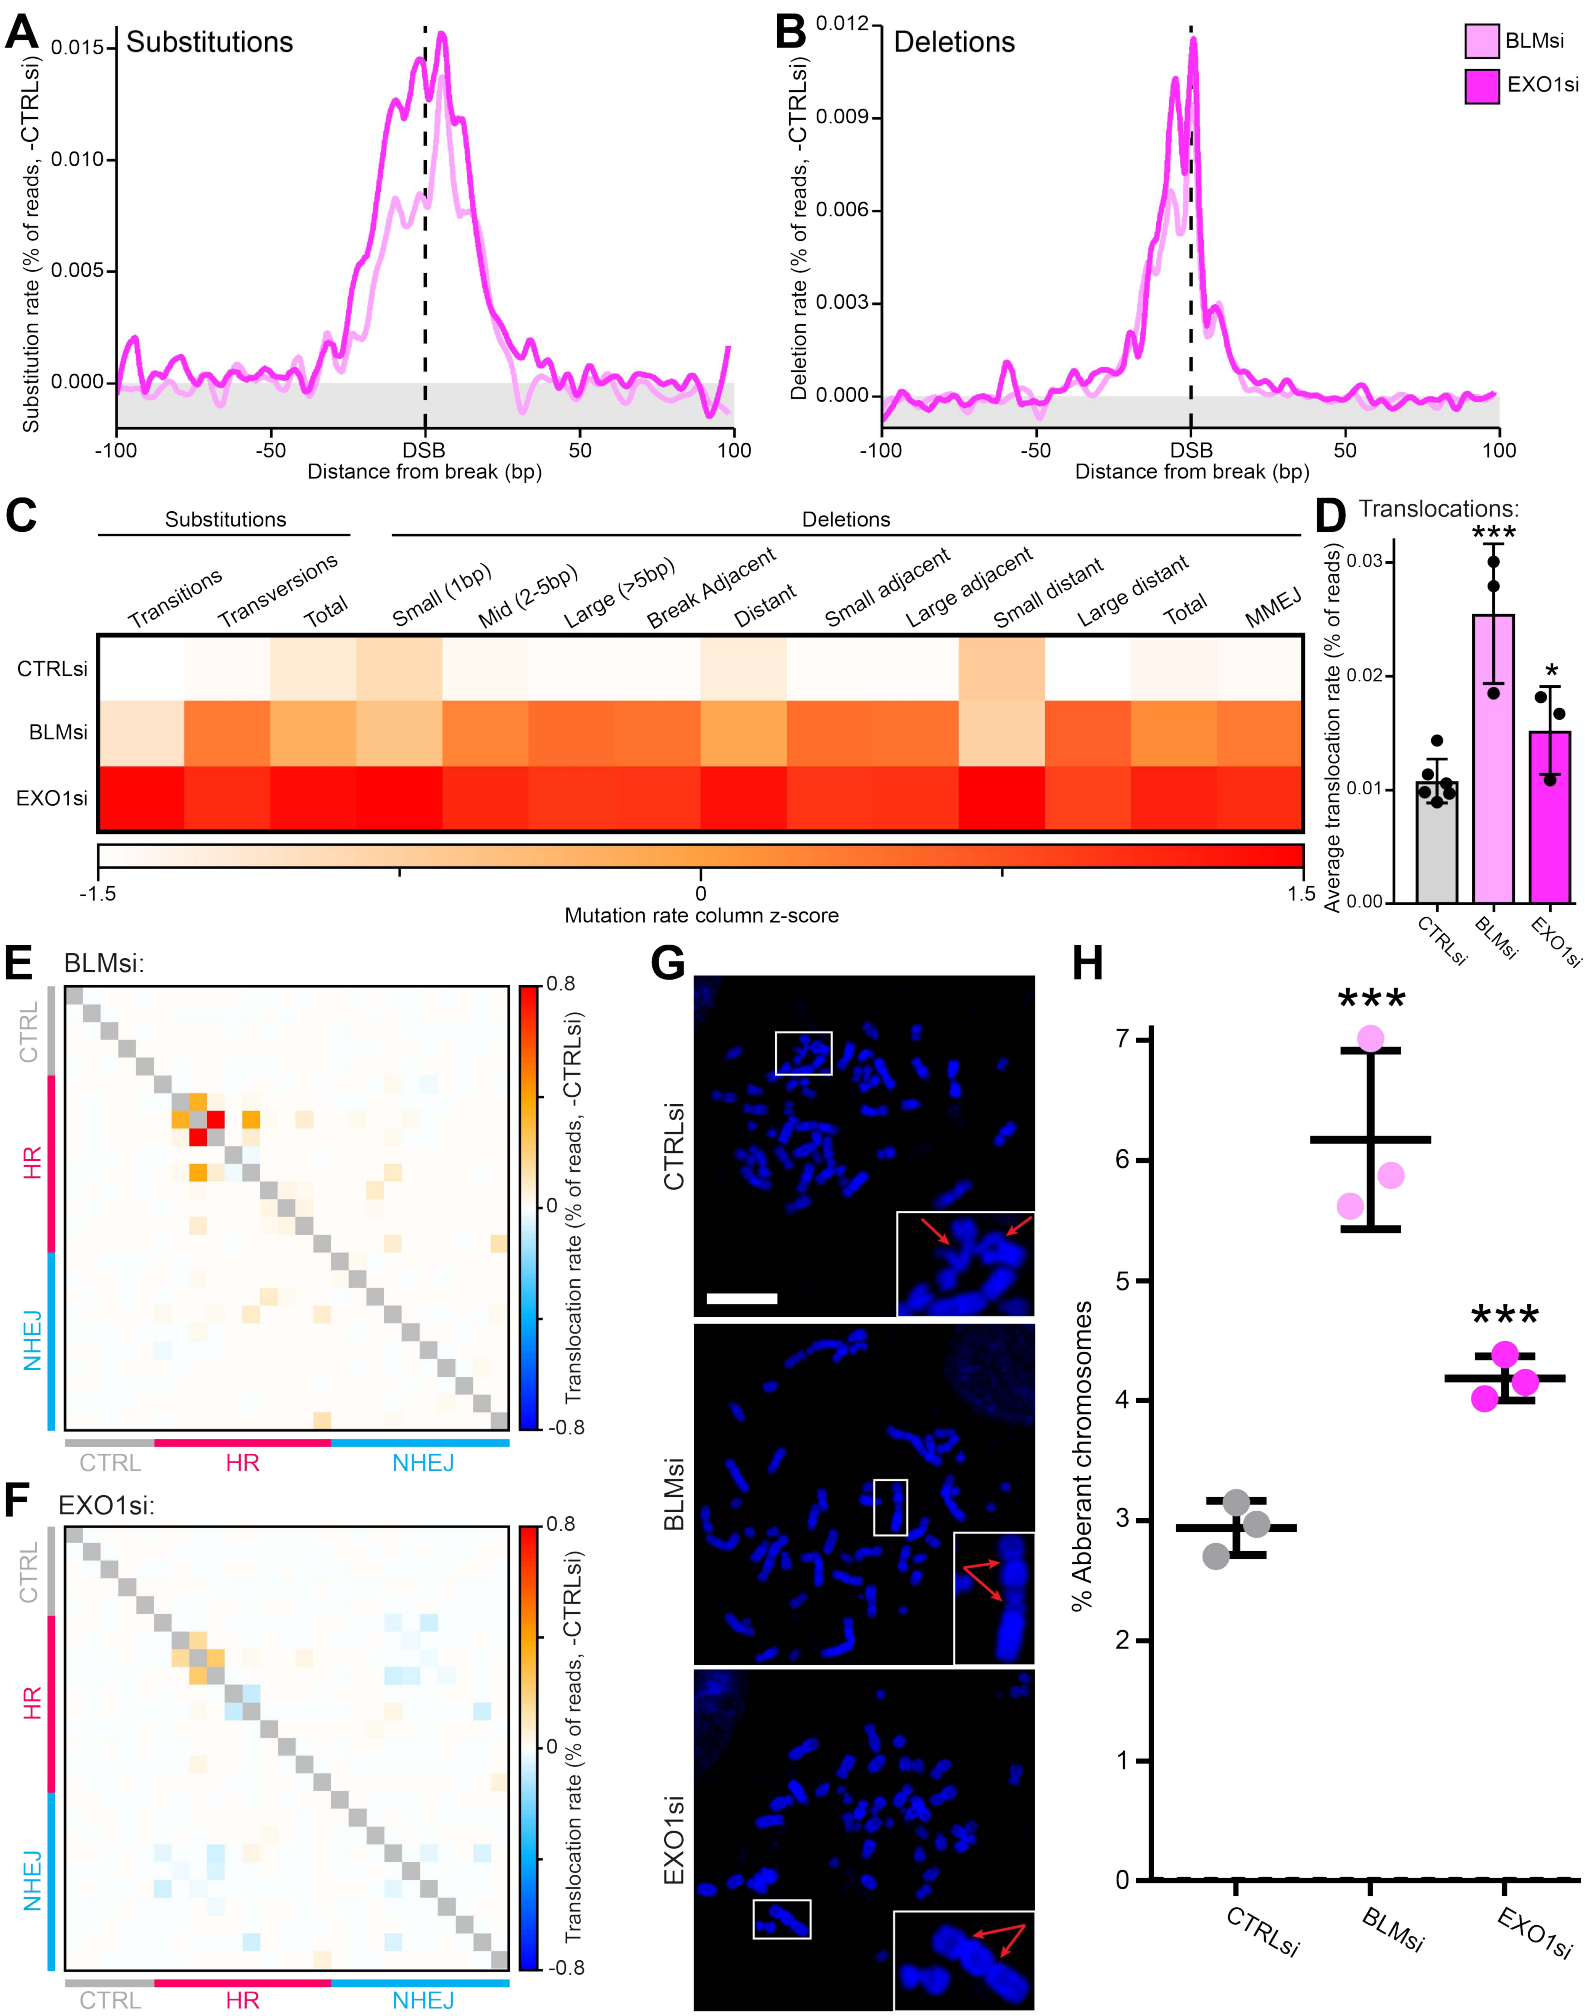 A
Substitutions
Substitution rate (% of reads, -CTRLsi)
0.015
0.010
0.005
0.000
-100
-50
DSB
50
100
Distance from break (bp)
B
Deletions
Deletion rate (% of reads, -CTRLsi)
0.012
0.009
0.006
0.003
0.000
-100
-50
DSB
50
100
Distance from break (bp)
BLMsi
EXO1si
C
Substitutions
Deletions
Transitions
Transversions
Total
Small (1bp)
Mid (2-5bp)
Large (>5bp)
Break Adjacent
Distant
Small adjacent
Large adjacent
Small distant
Large distant
Total
MMEJ
CTRLsi
BLMsi
EXO1si
-1.5
0
1.5
Mutation rate column z-score
D
Translocations:
Average translocation rate (% of reads)
0.03
0.02
0.01
0.00
***
*
CTRLsi
BLMsi
EXO1si
E
BLMsi:
CTRL
HR
NHEJ
CTRL
HR
NHEJ
0.8
0
-0.8
Translocation rate (% of reads, -CTRLsi)
F
EXO1si:
CTRL
HR
NHEJ
CTRL
HR
NHEJ
0.8
0
-0.8
Translocation rate (% of reads, -CTRLsi)
G
CTRLsi
BLMsi
EXO1si
H
% Abberant chromosomes
7
6
5
4
3
2
1
0
***
***
CTRLsi
BLMsi
EXO1si